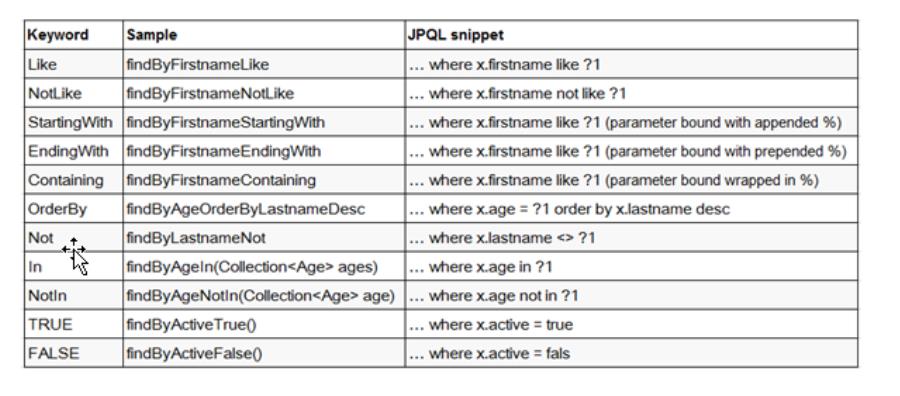 Keyword Sample JPQL snippet
Like findByFirstnameLike … where x.firstname like ?1
NotLike findByFirstnameNotLike … where x.firstname not like ?1
StartingWith findByFirstnameStartingWith … where x.firstname like ?1 (parameter bound with appended %)
EndingWith findByFirstnameEndingWith … where x.firstname like ?1 (parameter bound with prepended %)
Containing findByFirstnameContaining … where x.firstname like ?1 (parameter bound wrapped in %)
OrderBy findByAgeOrderByLastnameDesc … where x.age = ?1 order by x.lastname desc
Not findByLastnameNot … where x.lastname <> ?1
In findByAgeIn(Collection<Age> ages) … where x.age in ?1
NotIn findByAgeNotIn(Collection<Age> age) … where x.age not in ?1
TRUE findByActiveTrue() … where x.active = true
FALSE findByActiveFalse() … where x.active = fals